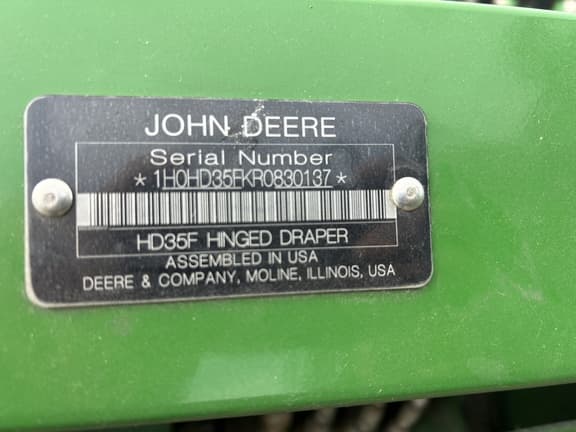 JOHN DEERE
Serial Number
*1H0HD35FKR0830137*
HD35F HINGED DRAPER
ASSEMBLED IN USA
DEERE & COMPANY, MOLINE, ILLINOIS, USA